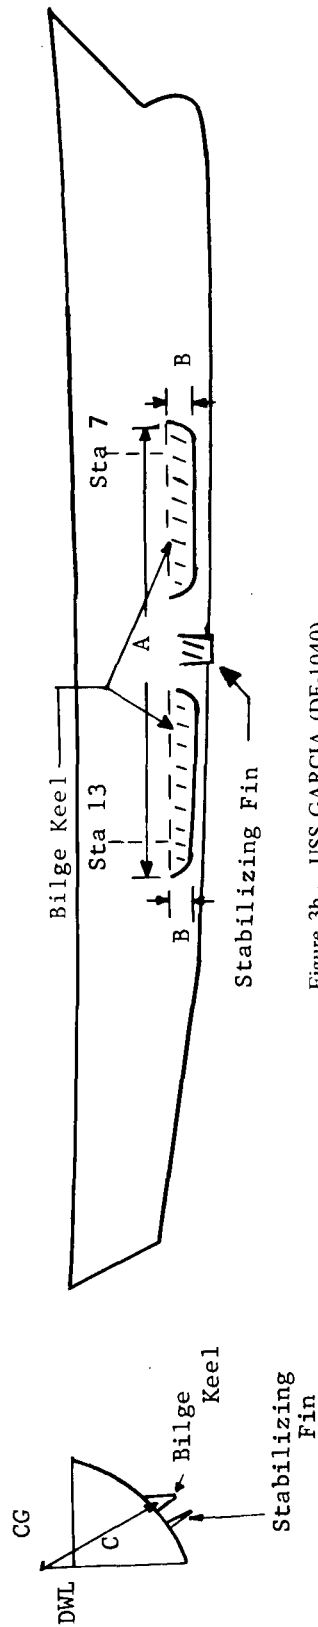 Bilge Keel
Sta 13
Sta 7
A
B
B
Stabilizing Fin
CG
DWL
C
Bilge
Keel
Stabilizing
Fin
Figure 3b – USS GARCIA (DE-1040)